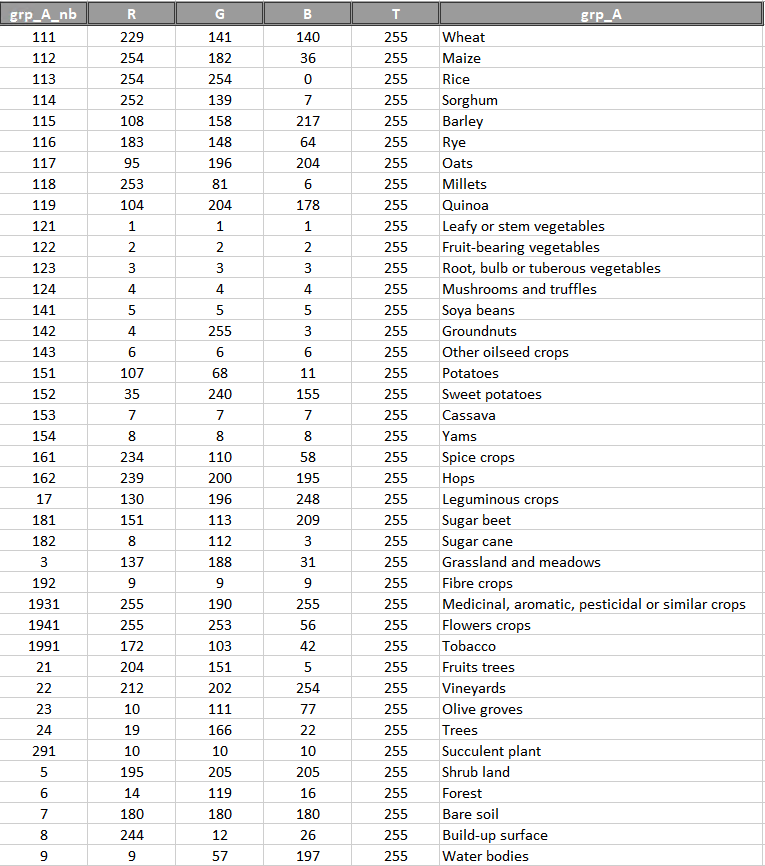 grp_A_nb R G B T grp_A
111 229 141 140 255 Wheat
112 254 182 36 255 Maize
113 254 254 0 255 Rice
114 252 139 7 255 Sorghum
115 108 158 217 255 Barley
116 183 148 64 255 Rye
117 95 196 204 255 Oats
118 253 81 6 255 Millets
119 104 204 178 255 Quinoa
121 1 1 1 255 Leafy or stem vegetables
122 2 2 2 255 Fruit-bearing vegetables
123 3 3 3 255 Root, bulb or tuberous vegetables
124 4 4 4 255 Mushrooms and truffles
141 5 5 5 255 Soya beans
142 4 255 3 255 Groundnuts
143 6 6 6 255 Other oilseed crops
151 107 68 11 255 Potatoes
152 35 240 155 255 Sweet potatoes
153 7 7 7 255 Cassava
154 8 8 8 255 Yams
161 234 110 58 255 Spice crops
162 239 200 195 255 Hops
17 130 196 248 255 Leguminous crops
181 151 113 209 255 Sugar beet
182 8 112 3 255 Sugar cane
3 137 188 31 255 Grassland and meadows
192 9 9 9 255 Fibre crops
1931 255 190 255 255 Medicinal, aromatic, pesticidal or similar crops
1941 255 253 56 255 Flowers crops
1991 172 103 42 255 Tobacco
21 204 151 5 255 Fruits trees
22 212 202 254 255 Vineyards
23 10 111 77 255 Olive groves
24 19 166 22 255 Trees
291 10 10 10 255 Succulent plant
5 195 205 205 255 Shrub land
6 14 119 16 255 Forest
7 180 180 180 255 Bare soil
8 244 12 26 255 Build-up surface
9 9 57 197 255 Water bodies